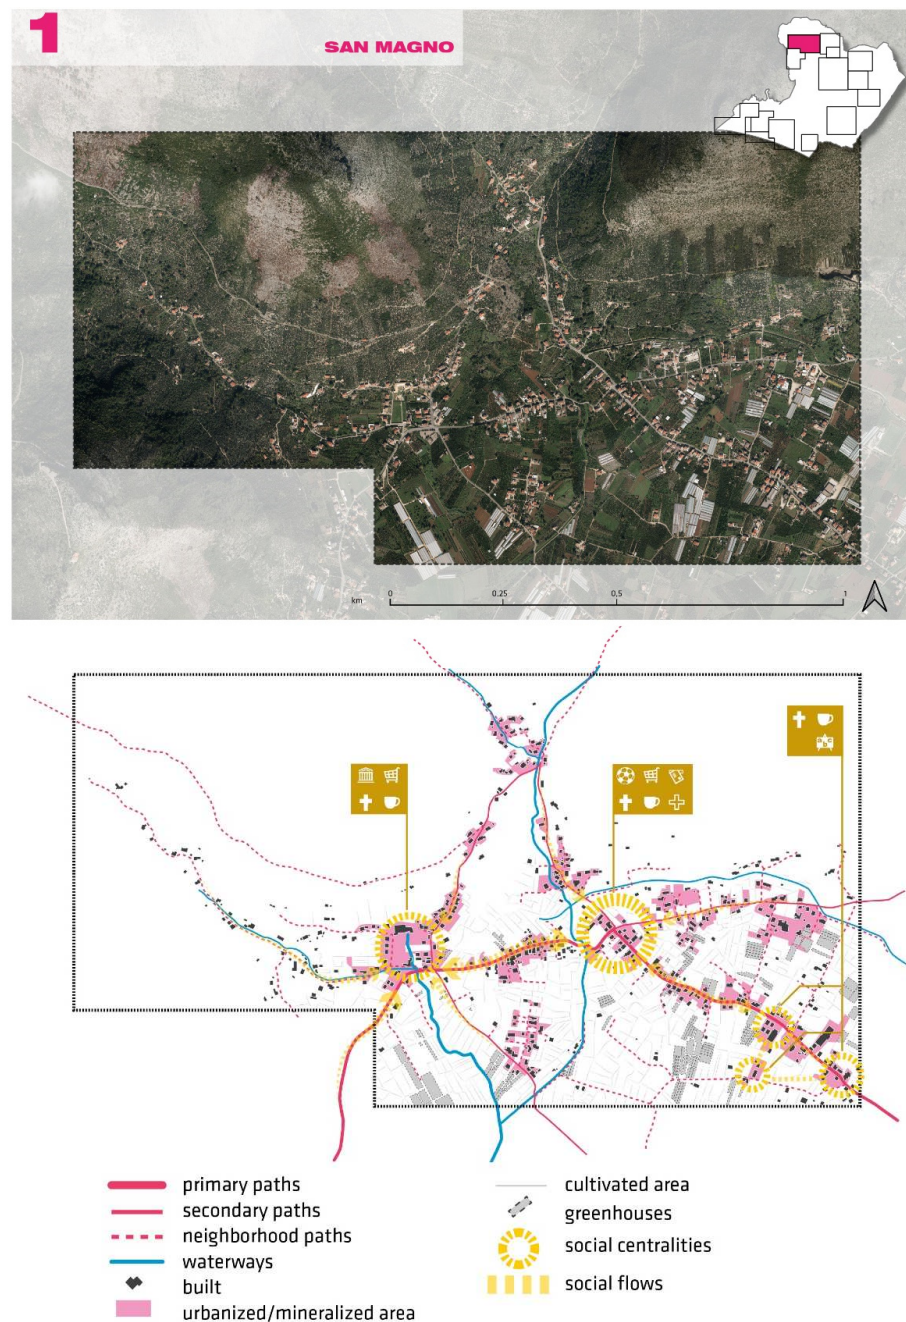 1
SAN MAGNO
km
0
0.25
0.5
1
primary paths
secondary paths
neighborhood paths
waterways
built
urbanized/mineralized area
cultivated area
greenhouses
social centralities
social flows